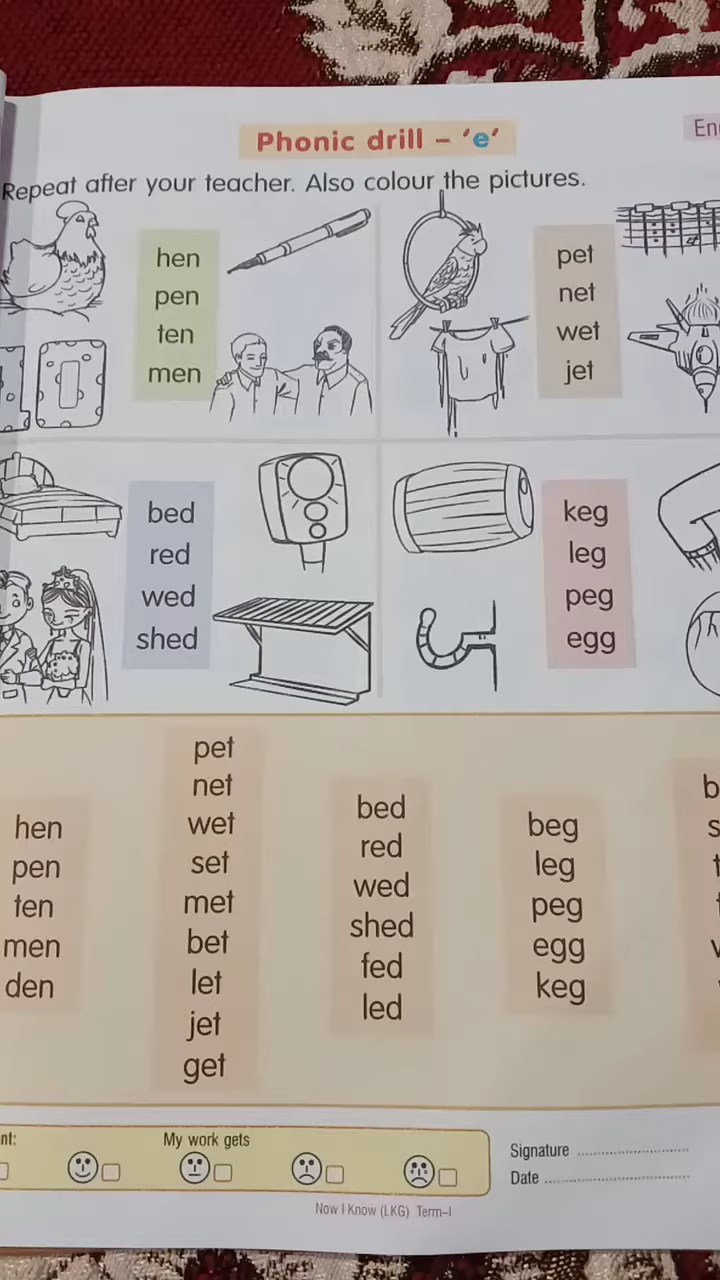 Phonic drill – 'e'
Repeat after your teacher. Also colour the pictures.
hen
pen
ten
men
pet
net
wet
jet
bed
red
wed
shed
keg
leg
peg
egg
hen
pen
ten
men
den
pet
net
wet
set
met
bet
let
jet
get
bed
red
wed
shed
fed
led
beg
leg
peg
egg
keg
My work gets
Signature
Date
Now I Know (LKG) Term–I